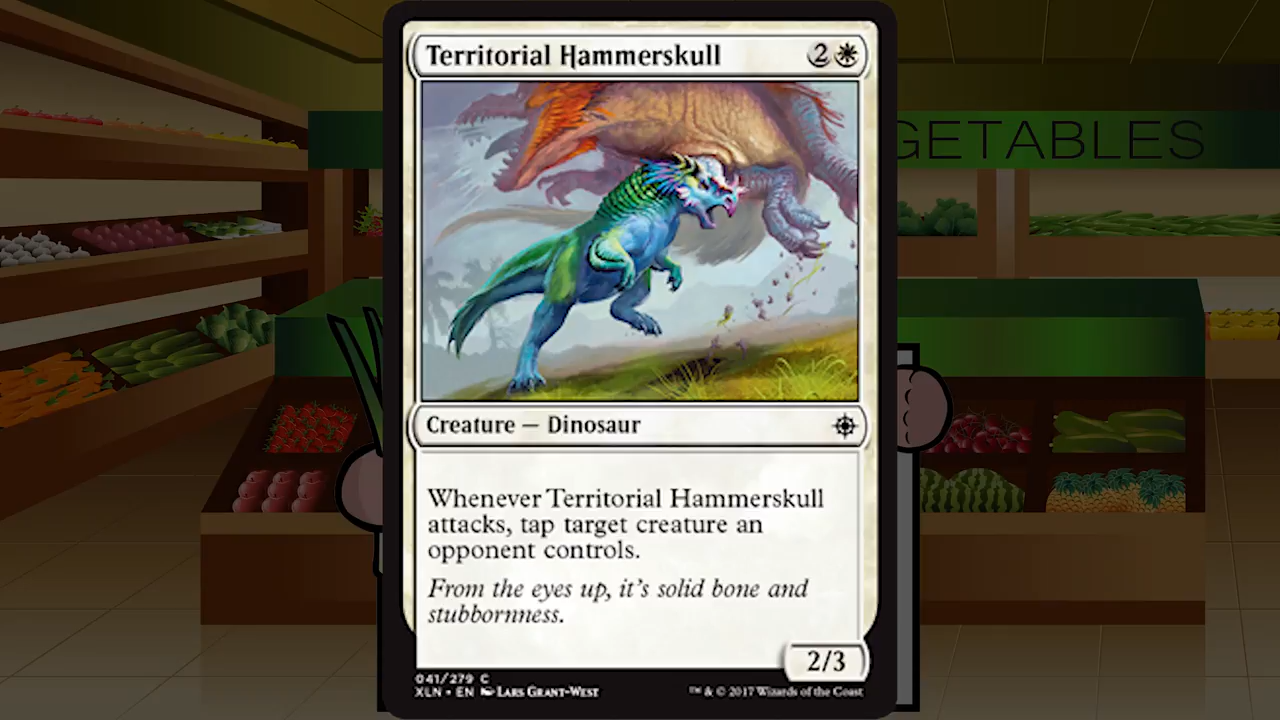 Territorial Hammerskull 2
GETABLES
Creature — Dinosaur
Whenever Territorial Hammerskull
attacks, tap target creature an
opponent controls.
From the eyes up, it's solid bone and
stubbornness.
2/3
041/279 C
XLN • EN Lars Grant-West
™ & © 2017 Wizards of the Coast